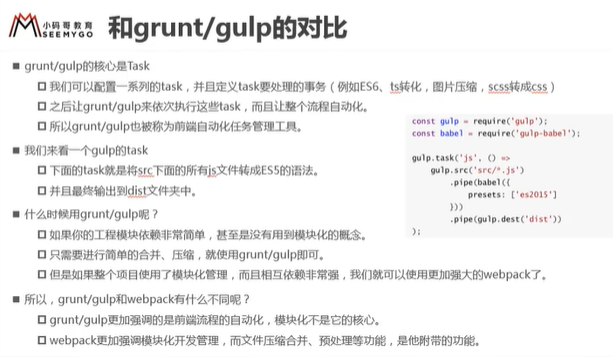 小码哥教育
SEEMYGO
和grunt/gulp的对比
grunt/gulp的核心是Task
我们可以配置一系列的task，并且定义task要处理的事务（例如ES6、ts转化，图片压缩，scss转成css）
之后让grunt/gulp来依次执行这些task，而且让整个流程自动化。
所以grunt/gulp也被称为前端自动化任务管理工具。
我们来看一个gulp的task
下面的task就是将src下面的所有js文件转成ES5的语法。
并且最终输出到dist文件夹中。
什么时候用grunt/gulp呢？
如果你的工程模块依赖非常简单，甚至是没有用到模块化的概念。
只需要进行简单的合并、压缩，就使用grunt/gulp即可。
但是如果整个项目使用了模块化管理，而且相互依赖非常强，我们就可以使用更加强大的webpack了。
所以，grunt/gulp和webpack有什么不同呢？
grunt/gulp更加强调的是前端流程的自动化，模块化不是它的核心。
webpack更加强调模块化开发管理，而文件压缩合并、预处理等功能，是他附带的功能。
const gulp = require('gulp');
const babel = require('gulp-babel');
gulp.task('js', () =>
gulp.src('src/*.js')
.pipe(babel({
presets: ['es2015']
}))
.pipe(gulp.dest('dist'))
);